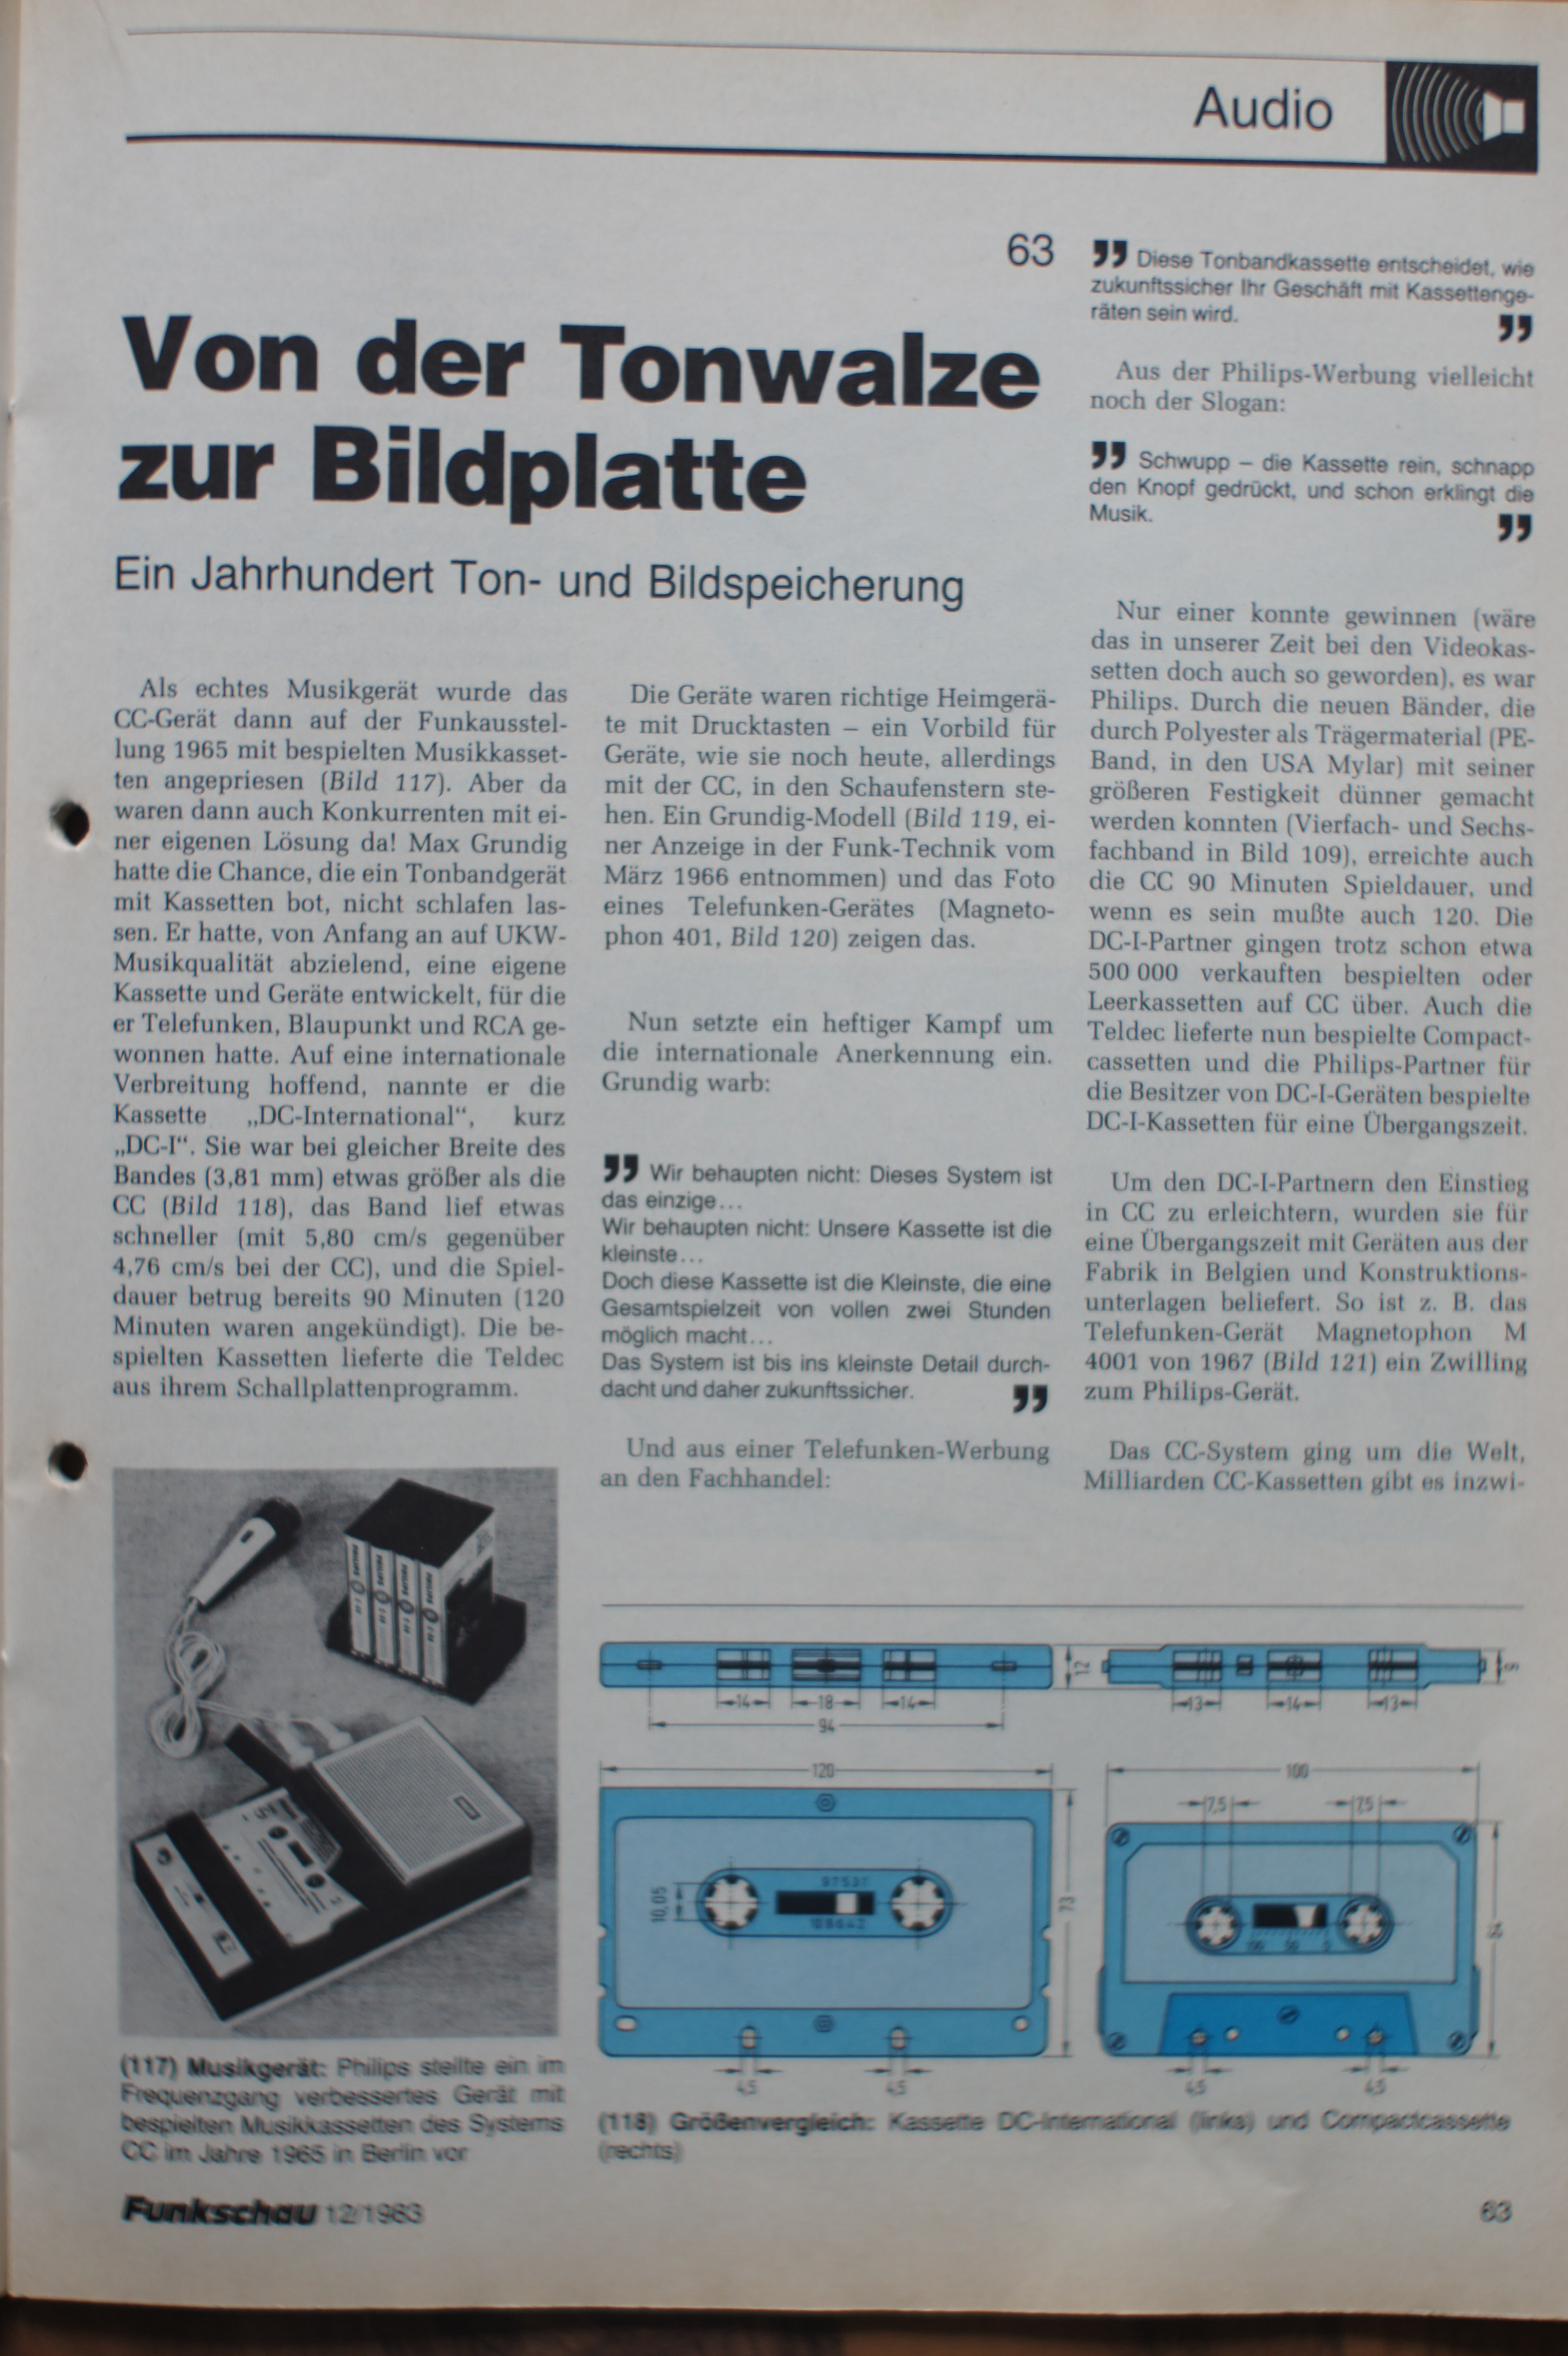 Audio
63
Von der Tonwalze
zur Bildplatte
Ein Jahrhundert Ton- und Bildspeicherung
Als echtes Musikgerät wurde das
CC-Gerät dann auf der Funkausstel-
lung 1965 mit bespielten Musikkasset-
ten angepriesen (Bild 117). Aber da
waren dann auch Konkurrenten mit ei-
ner eigenen Lösung da! Max Grundig
hatte die Chance, die ein Tonbandgerät
mit Kassetten bot, nicht schlafen las-
sen. Er hatte, von Anfang an auf UKW-
Musikqualität abzielend, eine eigene
Kassette und Geräte entwickelt, für die
er Telefunken, Blaupunkt und RCA ge-
wonnen hatte. Auf eine internationale
Verbreitung hoffend, nannte er die
Kassette „DC-International“, kurz
„DC-I“. Sie war bei gleicher Breite des
Bandes (3,81 mm) etwas größer als die
CC (Bild 118), das Band lief etwas
schneller (mit 5,80 cm/s gegenüber
4,76 cm/s bei der CC), und die Spiel-
dauer betrug bereits 90 Minuten (120
Minuten waren angekündigt). Die be-
spielten Kassetten lieferte die Teldec
aus ihrem Schallplattenprogramm.
Die Geräte waren richtige Heimgerä-
te mit Drucktasten – ein Vorbild für
Geräte, wie sie noch heute, allerdings
mit der CC, in den Schaufenstern ste-
hen. Ein Grundig-Modell (Bild 119, ei-
ner Anzeige in der Funk-Technik vom
März 1966 entnommen) und das Foto
eines Telefunken-Gerätes (Magneto-
phon 401, Bild 120) zeigen das.
Nun setzte ein heftiger Kampf um
die internationale Anerkennung ein.
Grundig warb:
” Wir behaupten nicht: Dieses System ist
das einzige...
Wir behaupten nicht: Unsere Kassette ist die
kleinste...
Doch diese Kassette ist die Kleinste, die eine
Gesamtspielzeit von vollen zwei Stunden
möglich macht...
Das System ist bis ins kleinste Detail durch-
dacht und daher zukunftssicher. ”
Und aus einer Telefunken-Werbung
an den Fachhandel:
” Diese Tonbandkassette entscheidet, wie
zukunftssicher Ihr Geschäft mit Kassettenge-
räten sein wird. ”
Aus der Philips-Werbung vielleicht
noch der Slogan:
” Schwupp – die Kassette rein, schnapp
den Knopf gedrückt, und schon erklingt die
Musik. ”
Nur einer konnte gewinnen (wäre
das in unserer Zeit bei den Videokas-
setten doch auch so geworden), es war
Philips. Durch die neuen Bänder, die
durch Polyester als Trägermaterial (PE-
Band, in den USA Mylar) mit seiner
größeren Festigkeit dünner gemacht
werden konnten (Vierfach- und Sechs-
fachband in Bild 109), erreichte auch
die CC 90 Minuten Spieldauer, und
wenn es sein mußte auch 120. Die
DC-I-Partner gingen trotz schon etwa
500 000 verkauften bespielten oder
Leerkassetten auf CC über. Auch die
Teldec lieferte nun bespielte Compact-
cassetten und die Philips-Partner für
die Besitzer von DC-I-Geräten bespielte
DC-I-Kassetten für eine Übergangszeit.
Um den DC-I-Partnern den Einstieg
in CC zu erleichtern, wurden sie für
eine Übergangszeit mit Geräten aus der
Fabrik in Belgien und Konstruktions-
unterlagen beliefert. So ist z. B. das
Telefunken-Gerät Magnetophon M
4001 von 1967 (Bild 121) ein Zwilling
zum Philips-Gerät.
Das CC-System ging um die Welt,
Milliarden CC-Kassetten gibt es inzwi-
PHILIPS PHILIPS PHILIPS PHILIPS
12 9
14 18 14 13 14 13
94
120 100
7,5 7,5
97531
10,05
108642
73
100 50 0
4,5 4,5 4,5 4,5
(117) Musikgerät: Philips stellte ein im
Frequenzgang verbessertes Gerät mit
bespielten Musikkassetten des Systems
CC im Jahre 1965 in Berlin vor
(118) Größenvergleich: Kassette DC-International (links) und Compactcassette
(rechts)
Funkschau 12/1983
63